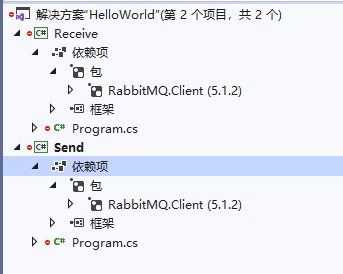 解决方案"HelloWorld"(第 2 个项目，共 2 个)
C# Receive
依赖项
包
RabbitMQ.Client (5.1.2)
框架
C# Program.cs
C# Send
依赖项
包
RabbitMQ.Client (5.1.2)
框架
C# Program.cs